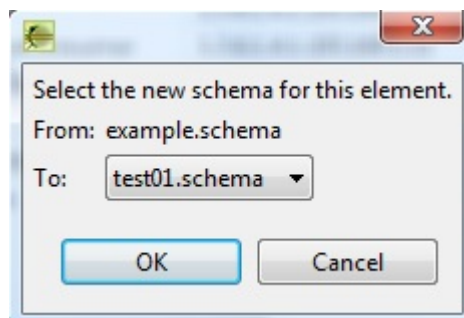 Select the new schema for this element.
From: example.schema
To: test01.schema
OK Cancel